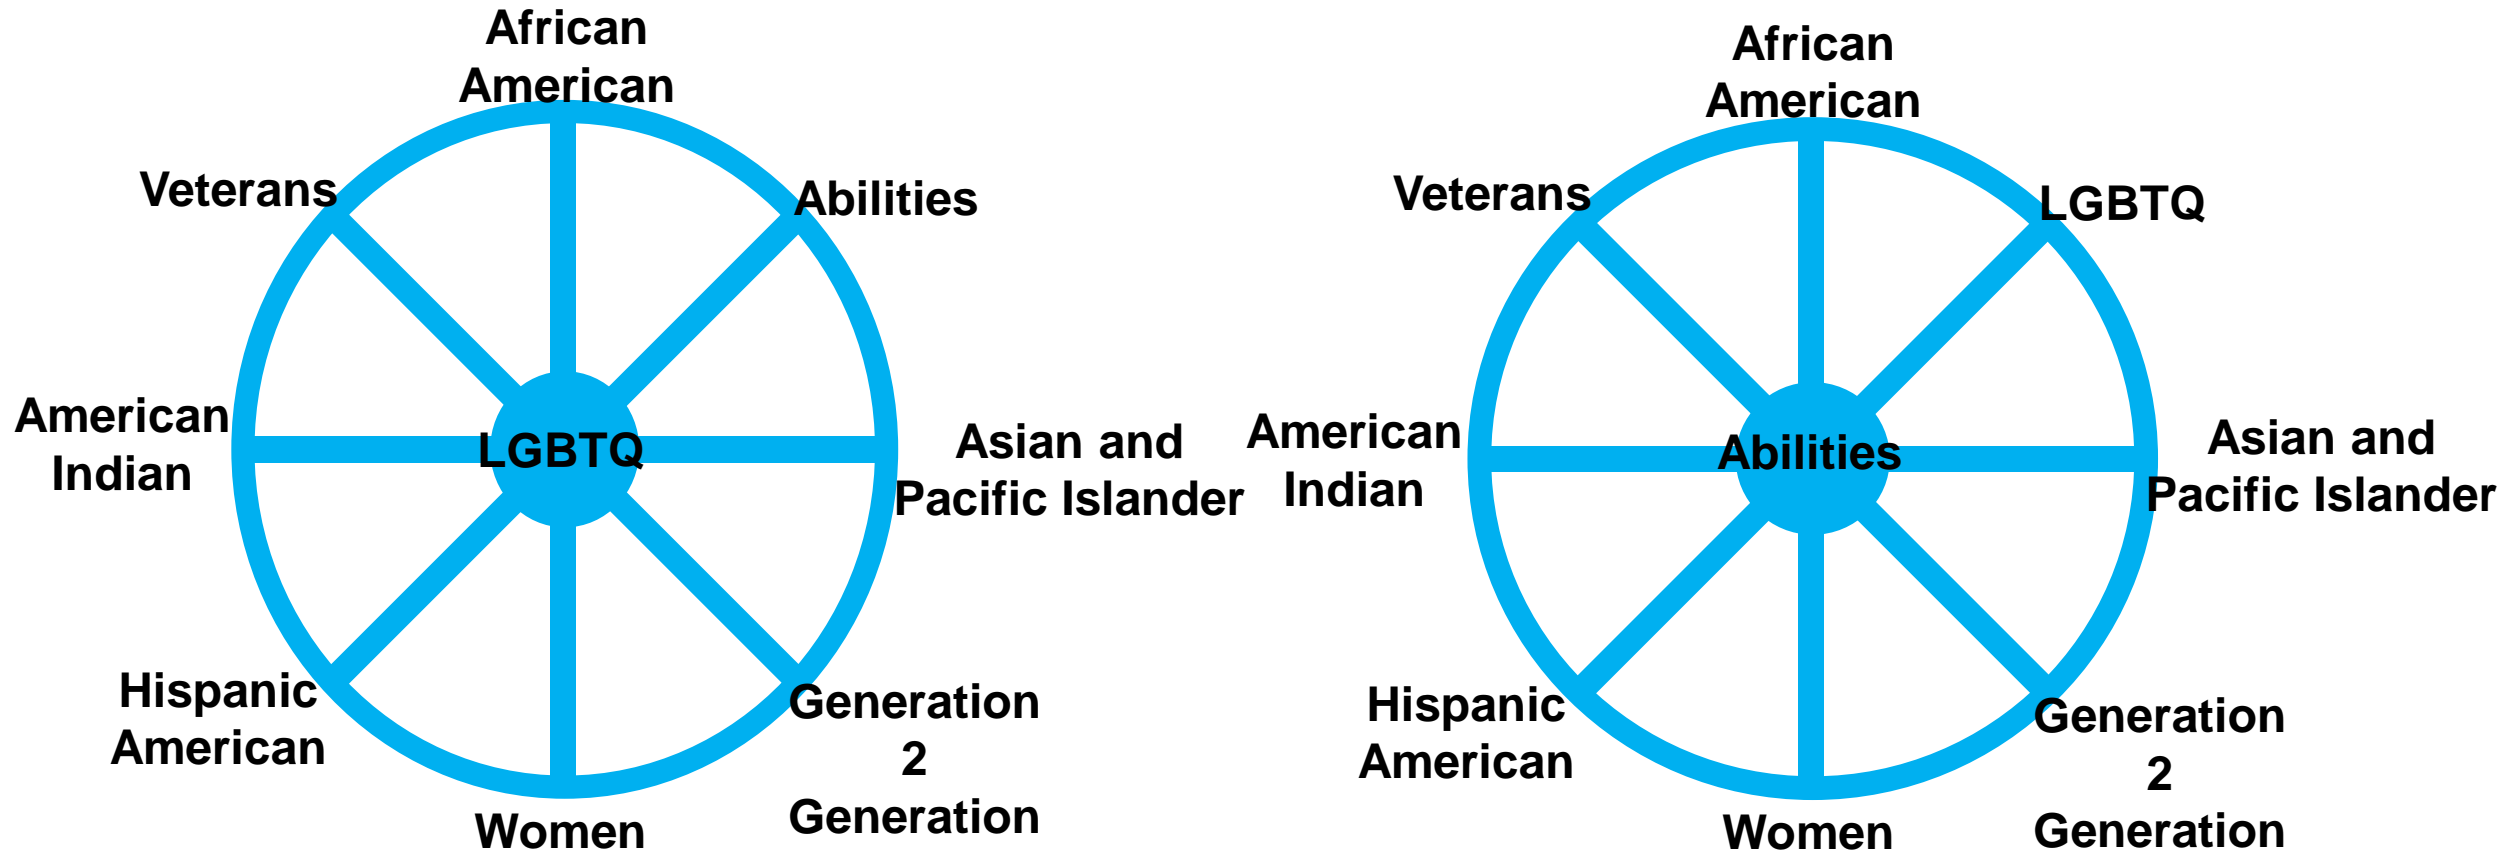 African
American
Veterans
Abilities
American
Indian
LGBTQ
Asian and
Pacific Islander
Hispanic
American
Generation
2
Generation
Women
African
American
Veterans
LGBTQ
American
Indian
Abilities
Asian and
Pacific Islander
Hispanic
American
Generation
2
Generation
Women